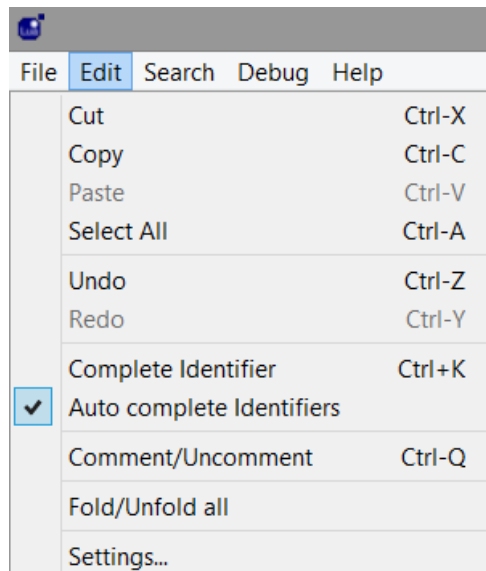 File Edit Search Debug Help
Cut Ctrl-X
Copy Ctrl-C
Paste Ctrl-V
Select All Ctrl-A
Undo Ctrl-Z
Redo Ctrl-Y
Complete Identifier Ctrl+K
Auto complete Identifiers
Comment/Uncomment Ctrl-Q
Fold/Unfold all
Settings...